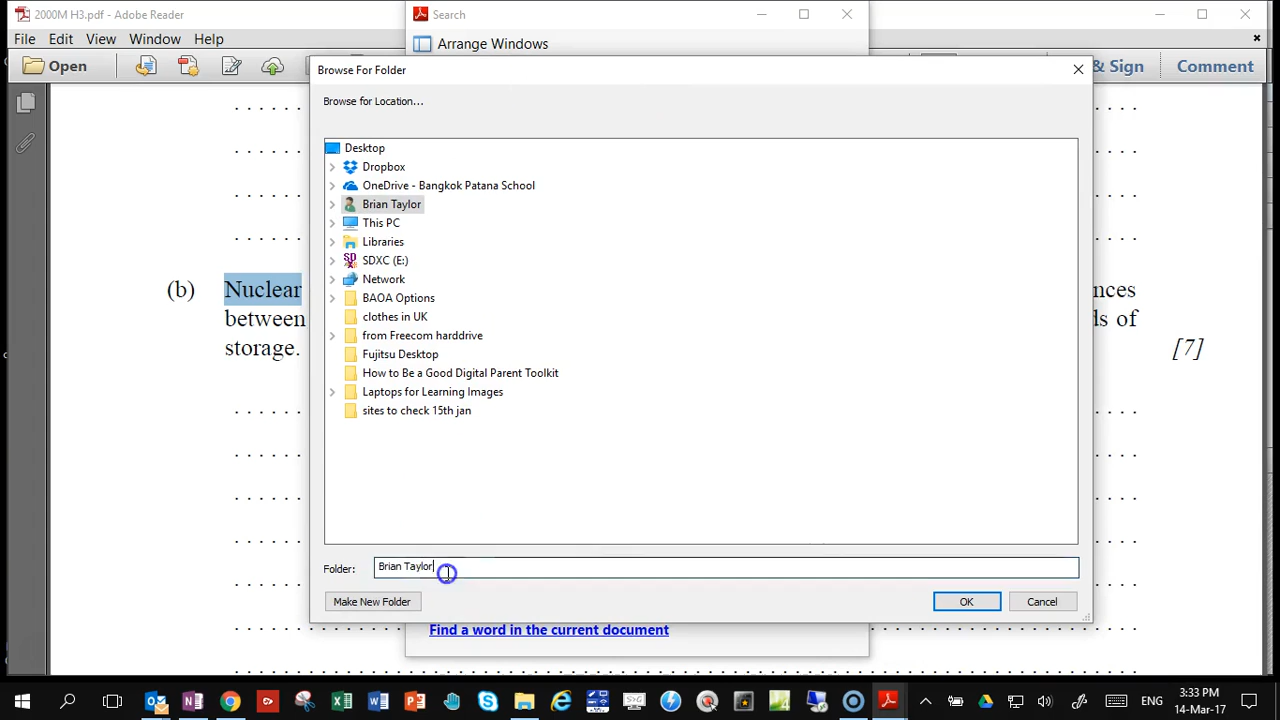 2000M H3.pdf - Adobe Reader
Search
File Edit View Window Help
Arrange Windows
Open
& Sign
Comment
Browse For Folder
Browse for Location...
Desktop
Dropbox
OneDrive - Bangkok Patana School
Brian Taylor
This PC
Libraries
SDXC (E:)
Network
BAOA Options
clothes in UK
from Freecom harddrive
Fujitsu Desktop
How to Be a Good Digital Parent Toolkit
Laptops for Learning Images
sites to check 15th jan
(b) Nuclear
between
storage.
[7]
Folder: Brian Taylor
Make New Folder
OK
Cancel
Find a word in the current document
ENG
3:33 PM
14-Mar-17